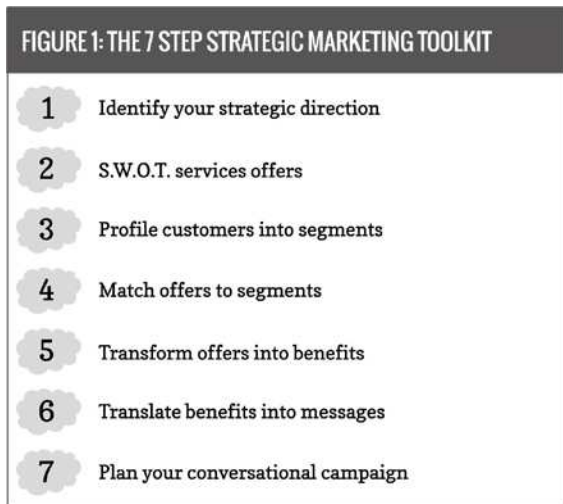 FIGURE 1: THE 7 STEP STRATEGIC MARKETING TOOLKIT
1 Identify your strategic direction
2 S.W.O.T. services offers
3 Profile customers into segments
4 Match offers to segments
5 Transform offers into benefits
6 Translate benefits into messages
7 Plan your conversational campaign